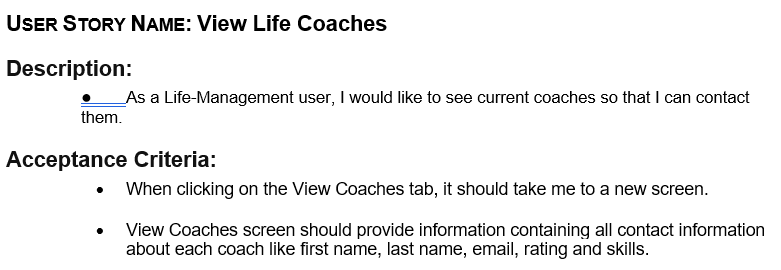 USER STORY NAME: View Life Coaches
Description:
● As a Life-Management user, I would like to see current coaches so that I can contact
them.
Acceptance Criteria:
● When clicking on the View Coaches tab, it should take me to a new screen.
● View Coaches screen should provide information containing all contact information
about each coach like first name, last name, email, rating and skills.